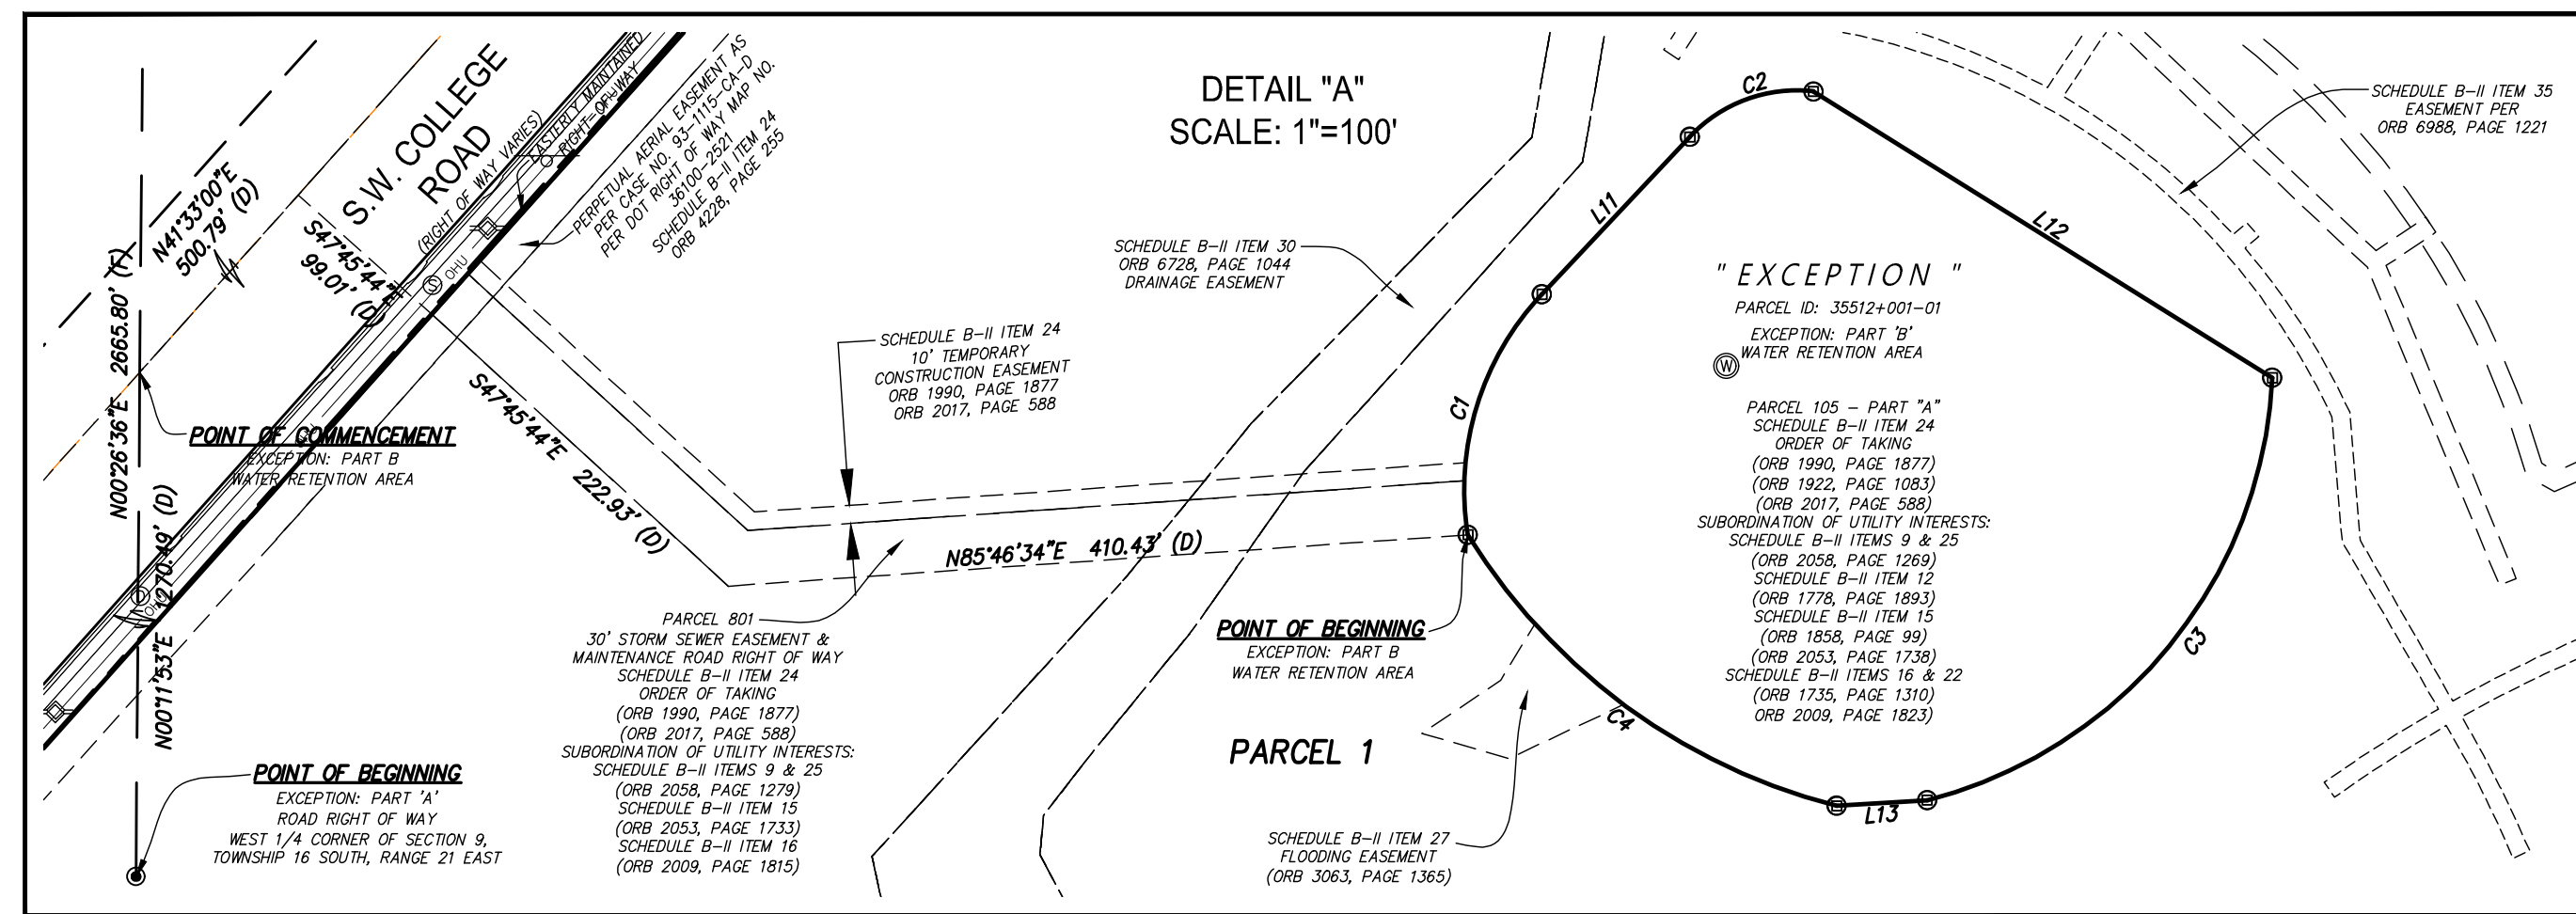 DETAIL "A"
SCALE: 1"=100'
S.W. COLLEGE
ROAD
(RIGHT OF WAY VARIES)
EASTERLY MAINTAINED
RIGHT-OF-WAY
OHU
N41°33'00"E
500.79' (D)
S47°45'44"E
99.01' (D)
N00°26'36"E 2665.80' (F)
N00°11'53"E 1270.49' (D)
PERPETUAL AERIAL EASEMENT AS
PER CASE NO. 93-1115-CA-D
PER DOT RIGHT OF WAY MAP NO.
36100-2521
SCHEDULE B-II ITEM 24
ORB 4228, PAGE 255
S
OHU
POINT OF COMMENCEMENT
EXCEPTION: PART B
WATER RETENTION AREA
OHU
POINT OF BEGINNING
EXCEPTION: PART 'A'
ROAD RIGHT OF WAY
WEST 1/4 CORNER OF SECTION 9,
TOWNSHIP 16 SOUTH, RANGE 21 EAST
S47°45'44"E 222.93' (D)
SCHEDULE B-II ITEM 24
10' TEMPORARY
CONSTRUCTION EASEMENT
ORB 1990, PAGE 1877
ORB 2017, PAGE 588
N85°46'34"E 410.43' (D)
PARCEL 801
30' STORM SEWER EASEMENT &
MAINTENANCE ROAD RIGHT OF WAY
SCHEDULE B-II ITEM 24
ORDER OF TAKING
(ORB 1990, PAGE 1877)
(ORB 2017, PAGE 588)
SUBORDINATION OF UTILITY INTERESTS:
SCHEDULE B-II ITEMS 9 & 25
(ORB 2058, PAGE 1279)
SCHEDULE B-II ITEM 15
(ORB 2053, PAGE 1733)
SCHEDULE B-II ITEM 16
(ORB 2009, PAGE 1815)
SCHEDULE B-II ITEM 30
ORB 6728, PAGE 1044
DRAINAGE EASEMENT
POINT OF BEGINNING
EXCEPTION: PART B
WATER RETENTION AREA
PARCEL 1
SCHEDULE B-II ITEM 27
FLOODING EASEMENT
(ORB 3063, PAGE 1365)
C2
L11
L12
C1
C3
C4
L13
" EXCEPTION "
PARCEL ID: 35512+001-01
EXCEPTION: PART 'B'
WATER RETENTION AREA
W
PARCEL 105 - PART "A"
SCHEDULE B-II ITEM 24
ORDER OF TAKING
(ORB 1990, PAGE 1877)
(ORB 1922, PAGE 1083)
(ORB 2017, PAGE 588)
SUBORDINATION OF UTILITY INTERESTS:
SCHEDULE B-II ITEMS 9 & 25
(ORB 2058, PAGE 1269)
SCHEDULE B-II ITEM 12
(ORB 1778, PAGE 1893)
SCHEDULE B-II ITEM 15
(ORB 1858, PAGE 99)
(ORB 2053, PAGE 1738)
SCHEDULE B-II ITEMS 16 & 22
(ORB 1735, PAGE 1310)
ORB 2009, PAGE 1823)
SCHEDULE B-II ITEM 35
EASEMENT PER
ORB 6988, PAGE 1221